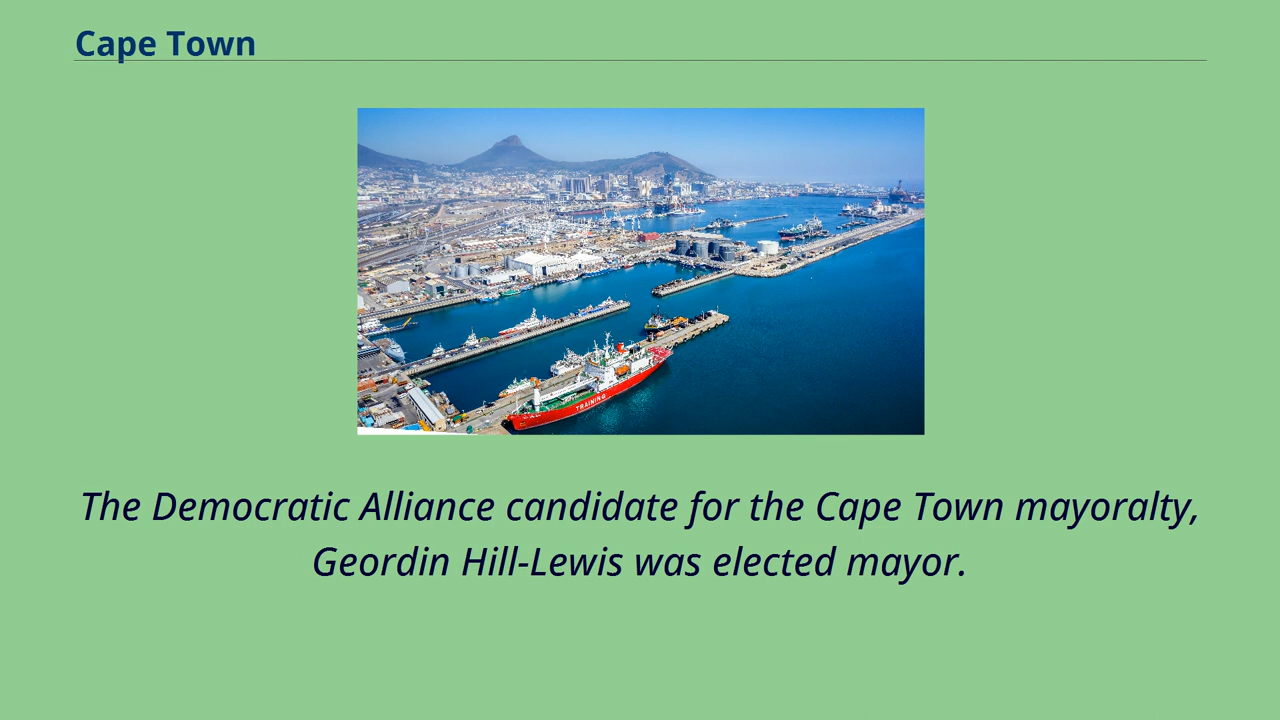 Cape Town
TRAINING
The Democratic Alliance candidate for the Cape Town mayoralty,
Geordin Hill-Lewis was elected mayor.